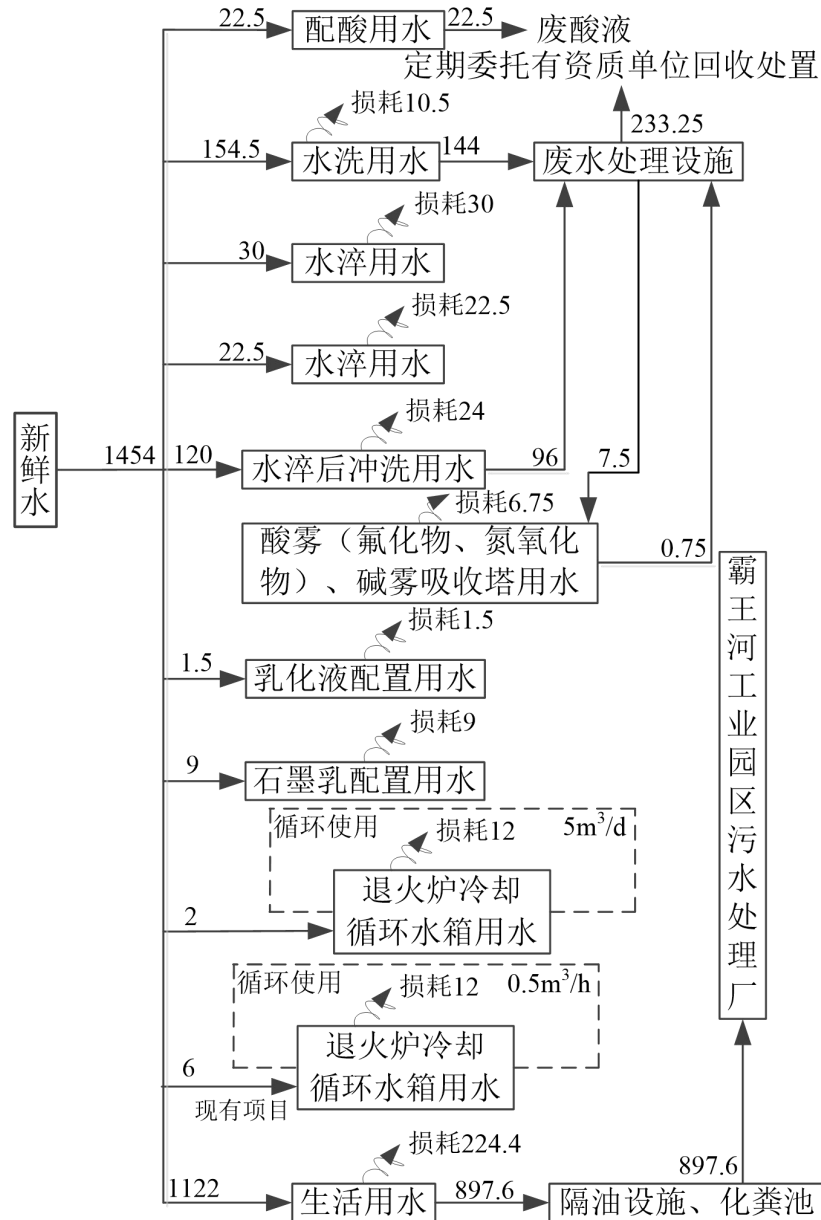 22.5
配酸用水
22.5
废酸液
定期委托有资质单位回收处置
损耗10.5
233.25
154.5
水洗用水
144
废水处理设施
损耗30
30
水淬用水
损耗22.5
22.5
水淬用水
新鲜水
1454
损耗24
120
水淬后冲洗用水
96
7.5
损耗6.75
酸雾（氟化物、氮氧化
物）、碱雾吸收塔用水
0.75
霸王河工业园区污水处理厂
损耗1.5
1.5
乳化液配置用水
损耗9
9
石墨乳配置用水
循环使用
损耗12
5m³/d
退火炉冷却
2
循环水箱用水
循环使用
损耗12
0.5m³/h
退火炉冷却
6
循环水箱用水
现有项目
损耗224.4
897.6
1122
生活用水
897.6
隔油设施、化粪池